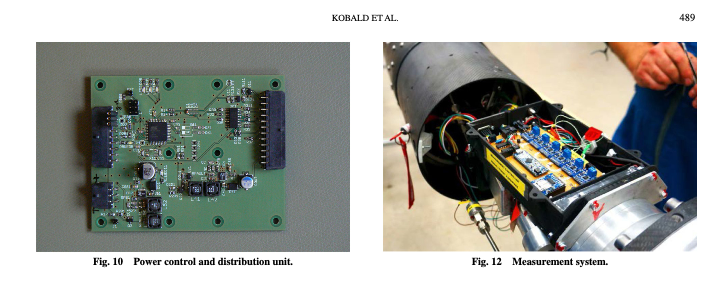 KOBALD ET AL.
489
Fig. 10 Power control and distribution unit.
Fig. 12 Measurement system.